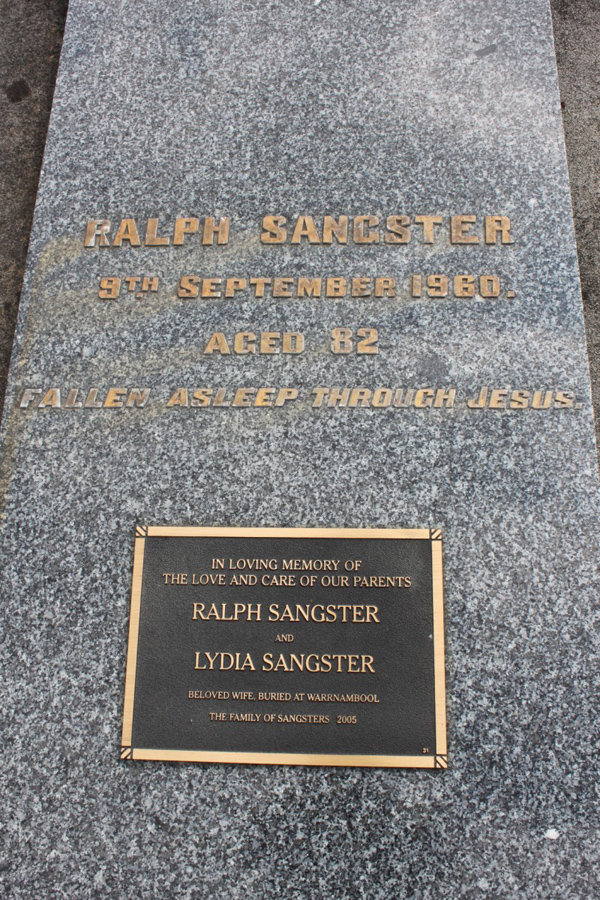 RALPH SANGSTER
9TH SEPTEMBER 1960.
AGED 82
FALLEN ASLEEP THROUGH JESUS.
IN LOVING MEMORY OF
THE LOVE AND CARE OF OUR PARENTS
RALPH SANGSTER
AND
LYDIA SANGSTER
BELOVED WIFE, BURIED AT WARRNAMBOOL
THE FAMILY OF SANGSTERS 2005